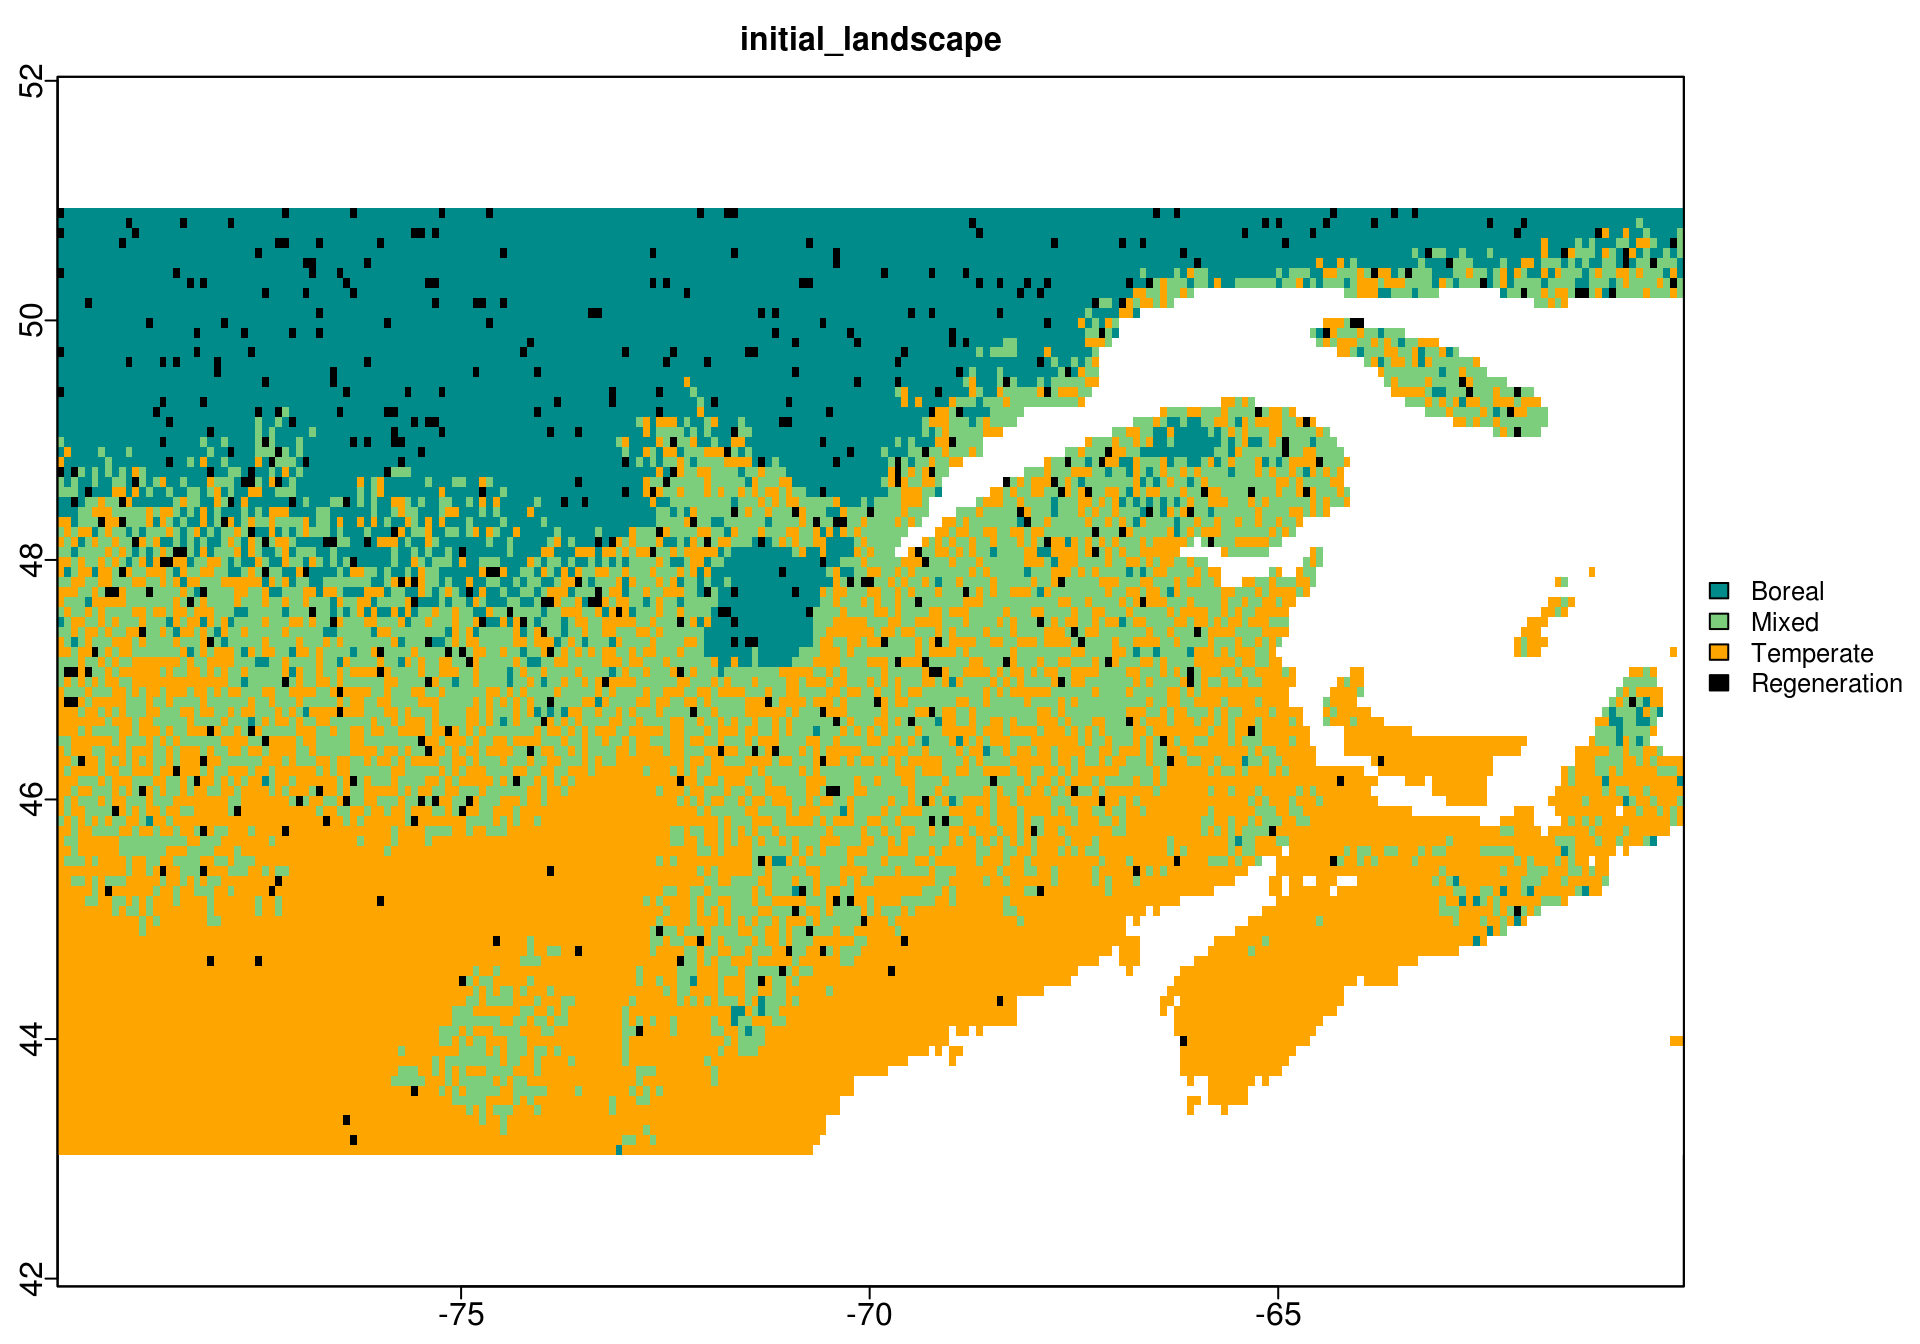 initial_landscape
52
50
48
46
44
42
-75 -70 -65
Boreal
Mixed
Temperate
Regeneration